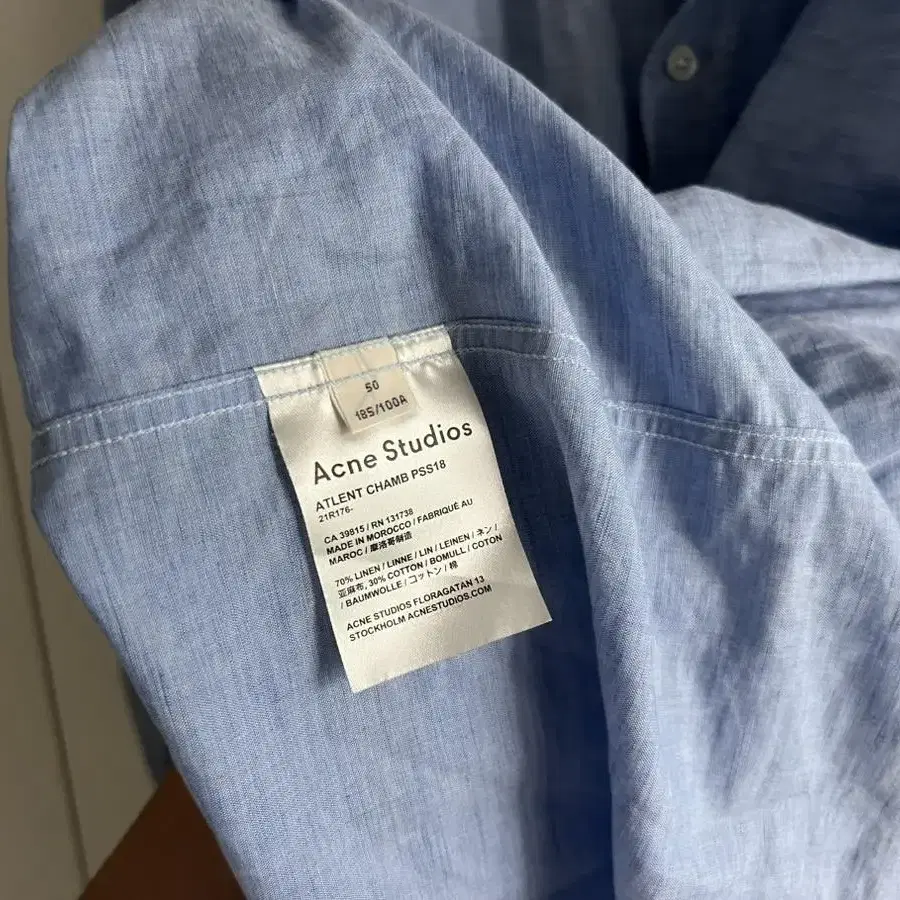 50
185/100A
Acne Studios
ATLENT CHAMB PSS18
21R176-
CA 39815 / RN 131738
MADE IN MOROCCO / FABRIQUÉ AU
MAROC / 摩洛哥制造
70% LINEN / LINNE / LIN / LEINEN / ネン /
亚麻布, 30% COTTON / BOMULL / COTON
/ BAUMWOLLE / コットン / 棉
ACNE STUDIOS FLORAGATAN 13
STOCKHOLM ACNESTUDIOS.COM